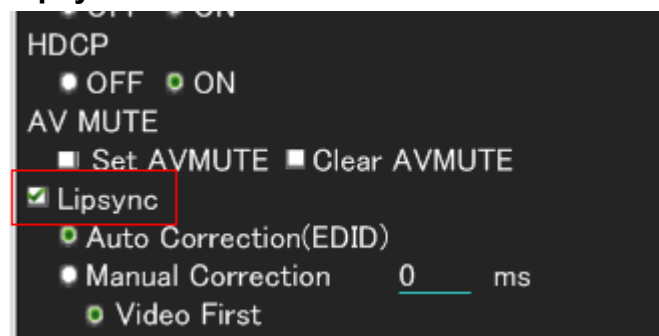 HDCP
OFF ON
AV MUTE
Set AVMUTE Clear AVMUTE
Lipsync
Auto Correction(EDID)
Manual Correction 0 ms
Video First